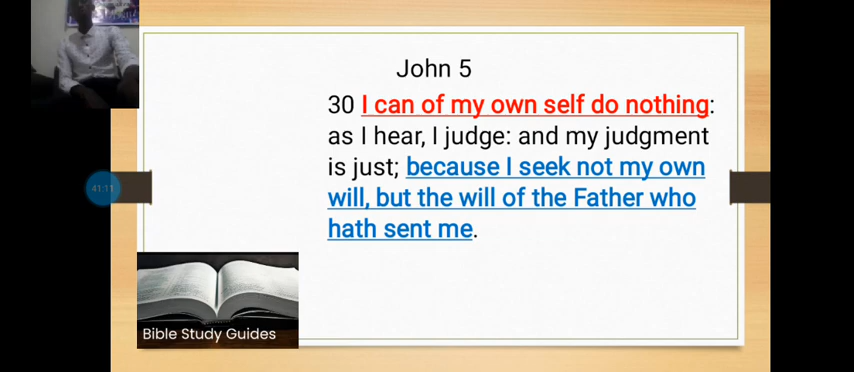 John 5
30 I can of my own self do nothing:
as I hear, I judge: and my judgment
is just; because I seek not my own
will, but the will of the Father who
hath sent me.
41:11
Bible Study Guides